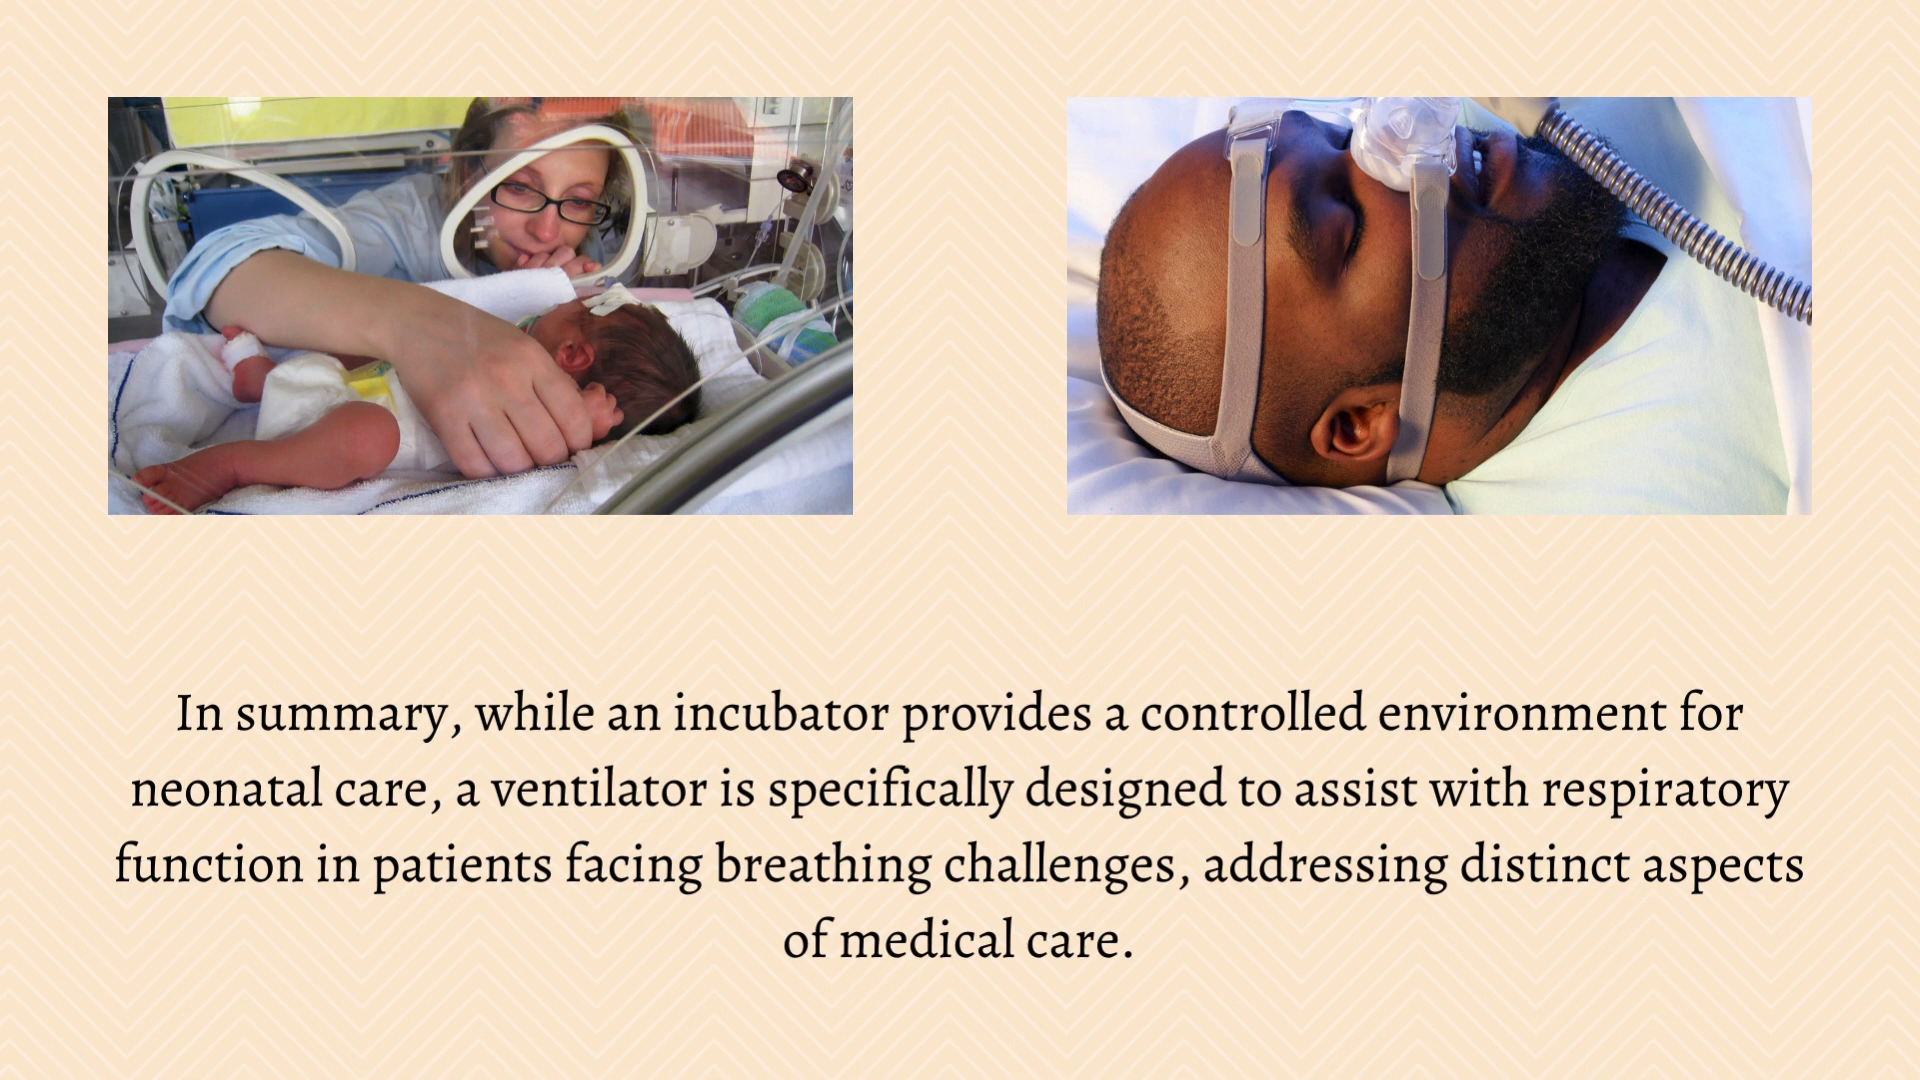 In summary, while an incubator provides a controlled environment for
neonatal care, a ventilator is specifically designed to assist with respiratory
function in patients facing breathing challenges, addressing distinct aspects
of medical care.